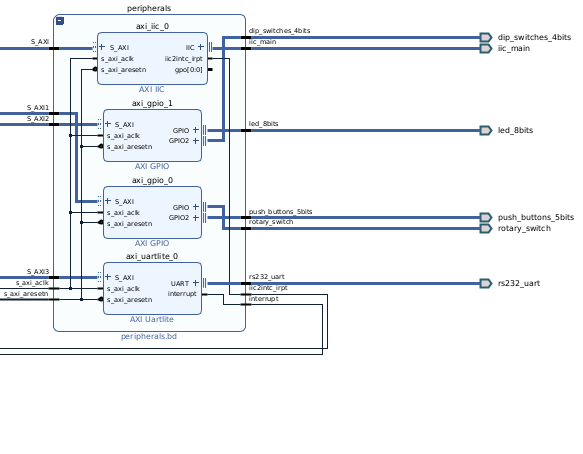 peripherals
axi_iic_0
S_AXI
S_AXI
s_axi_aclk
s_axi_aresetn
IIC
iic2intc_irpt
gpo[0:0]
AXI IIC
dip_switches_4bits
iic_main
dip_switches_4bits
iic_main
axi_gpio_1
S_AXI1
S_AXI2
S_AXI
s_axi_aclk
s_axi_aresetn
GPIO
GPIO2
AXI GPIO
led_8bits
led_8bits
axi_gpio_0
S_AXI
s_axi_aclk
s_axi_aresetn
GPIO
GPIO2
AXI GPIO
push_buttons_5bits
rotary_switch
push_buttons_5bits
rotary_switch
axi_uartlite_0
S_AXI3
s_axi_aclk
s_axi_aresetn
S_AXI
s_axi_aclk
s_axi_aresetn
UART
interrupt
AXI Uartlite
rs232_uart
iic2intc_irpt
interrupt
rs232_uart
peripherals.bd